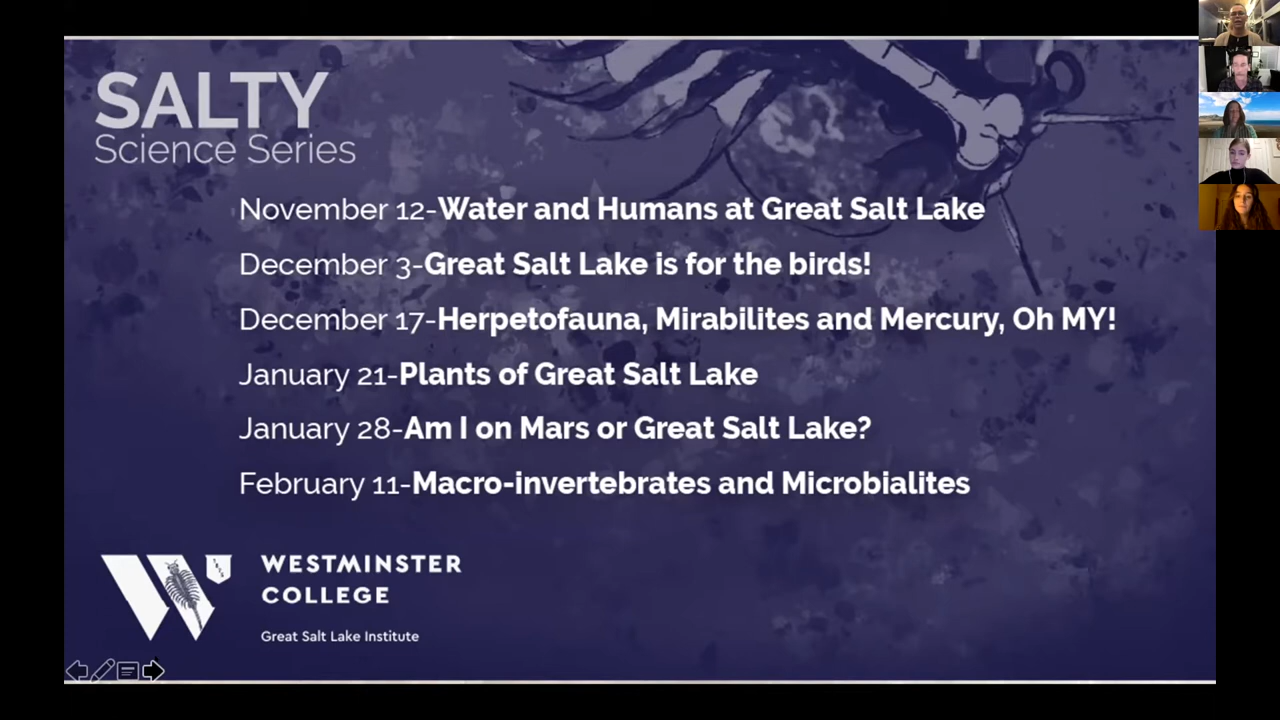 SALTY
Science Series
November 12-Water and Humans at Great Salt Lake
December 3-Great Salt Lake is for the birds!
December 17-Herpetofauna, Mirabilites and Mercury, Oh MY!
January 21-Plants of Great Salt Lake
January 28-Am I on Mars or Great Salt Lake?
February 11-Macro-invertebrates and Microbialites
WESTMINSTER
COLLEGE
Great Salt Lake Institute